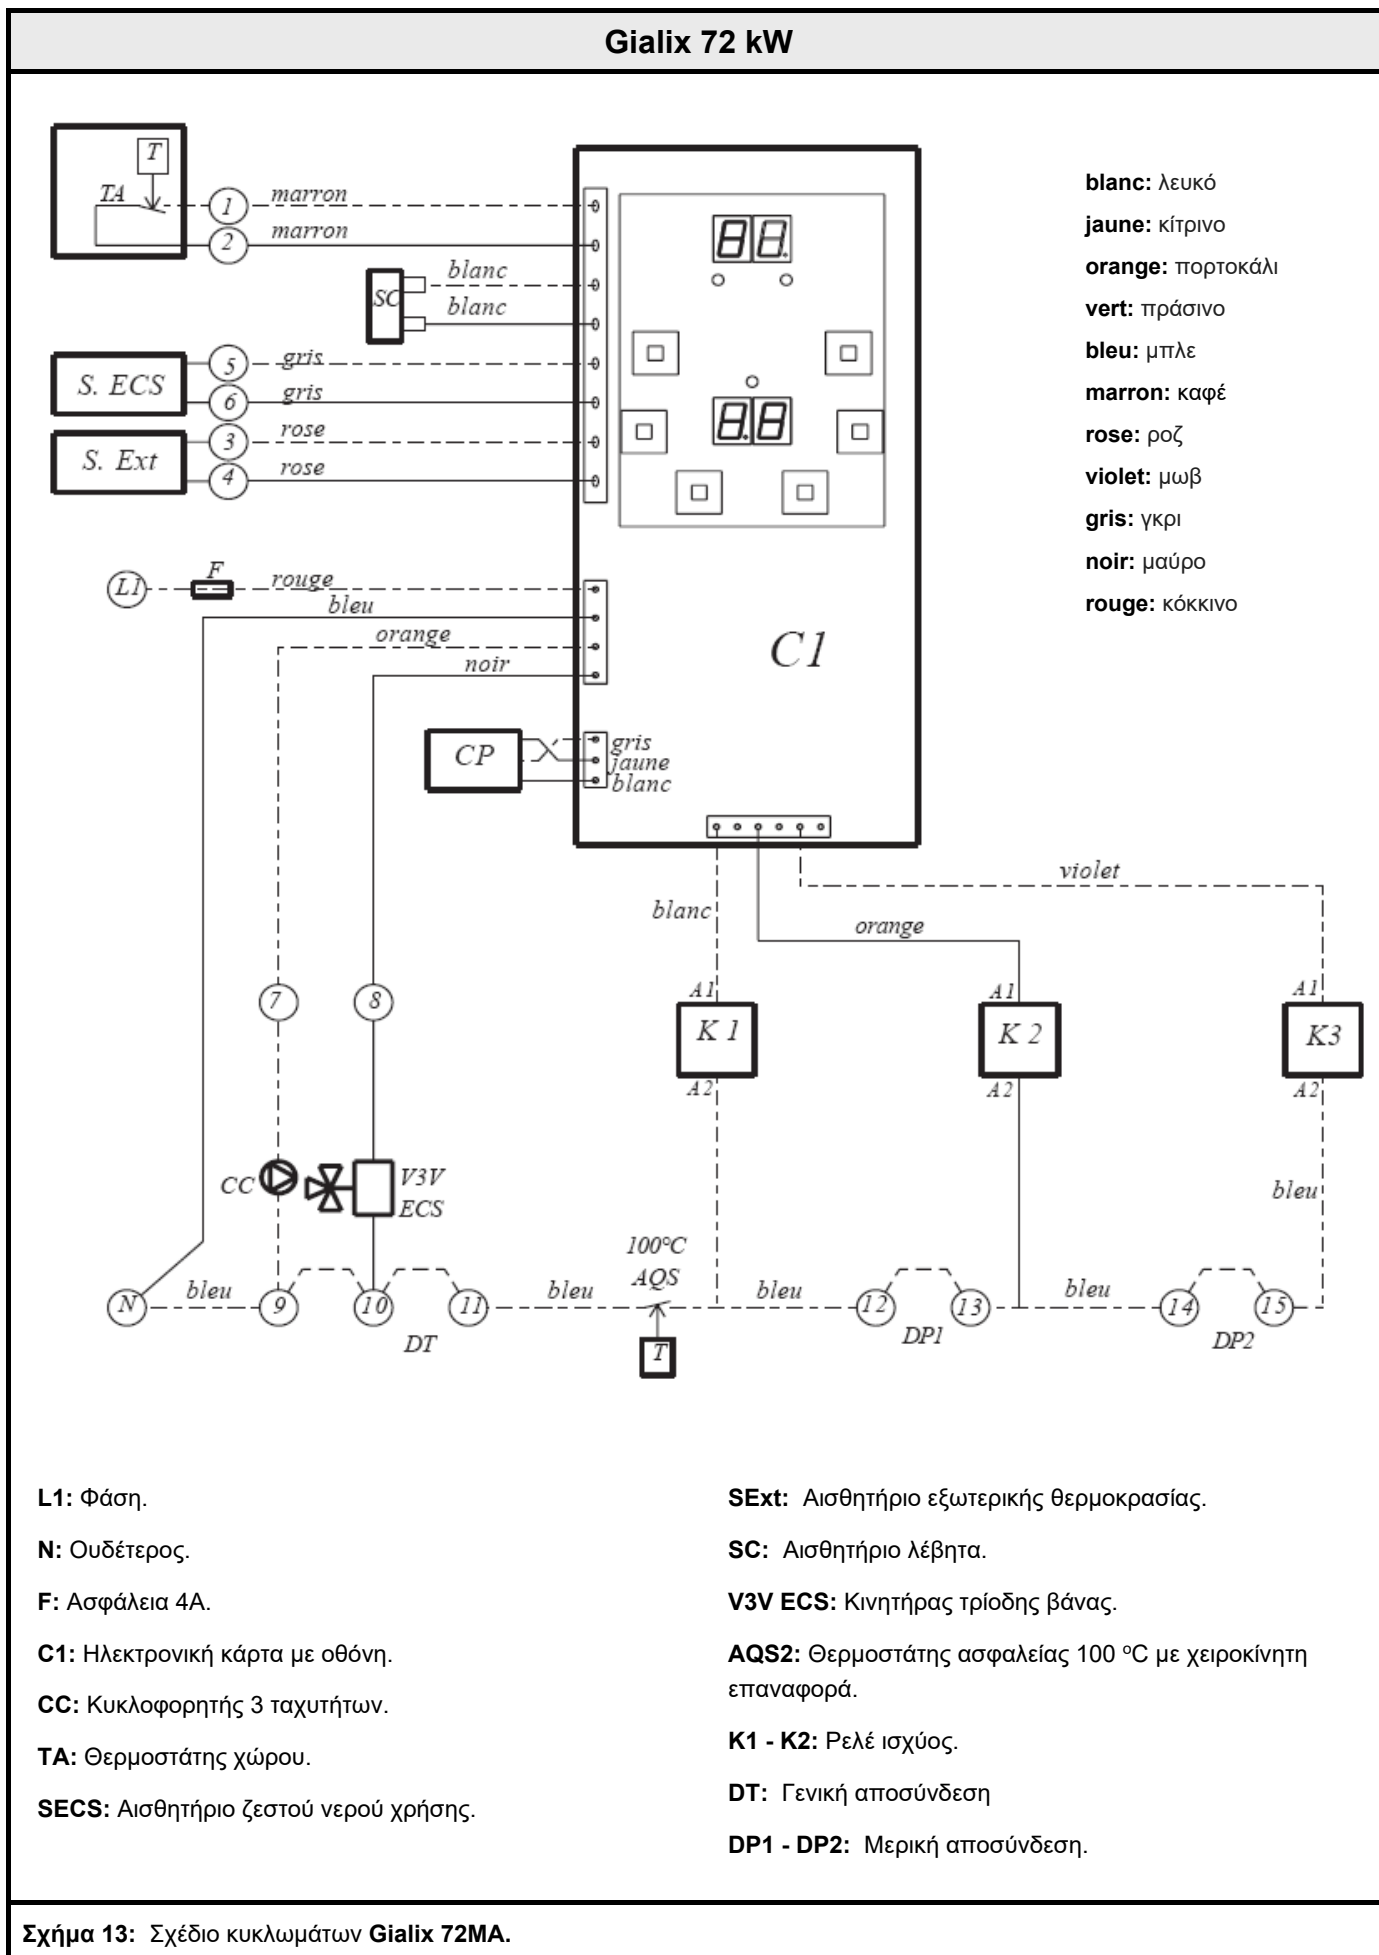 Gialix 72 kW
T
TA
1
marron
2
marron
SC
blanc
blanc
S. ECS
5
gris
6
gris
S. Ext
3
rose
4
rose
L1
F
rouge
bleu
orange
noir
C1
CP
gris
jaune
blanc
blanc: λευκό
jaune: κίτρινο
orange: πορτοκάλι
vert: πράσινο
bleu: μπλε
marron: καφέ
rose: ροζ
violet: μωβ
gris: γκρι
noir: μαύρο
rouge: κόκκινο
violet
blanc
orange
7
8
A1
K 1
A2
A1
K 2
A2
A1
K3
A2
CC
V3V
ECS
bleu
100°C
AQS
N
bleu
9
10
11
DT
bleu
T
bleu
12
13
DP1
bleu
14
15
DP2
L1: Φάση.
N: Ουδέτερος.
F: Ασφάλεια 4A.
C1: Ηλεκτρονική κάρτα με οθόνη.
CC: Κυκλοφορητής 3 ταχυτήτων.
TA: Θερμοστάτης χώρου.
SECS: Αισθητήριο ζεστού νερού χρήσης.
SExt: Αισθητήριο εξωτερικής θερμοκρασίας.
SC: Αισθητήριο λέβητα.
V3V ECS: Κινητήρας τρίοδης βάνας.
AQS2: Θερμοστάτης ασφαλείας 100 ºC με χειροκίνητη
επαναφορά.
K1 - K2: Ρελέ ισχύος.
DT: Γενική αποσύνδεση
DP1 - DP2: Μερική αποσύνδεση.
Σχήμα 13: Σχέδιο κυκλωμάτων Gialix 72MA.